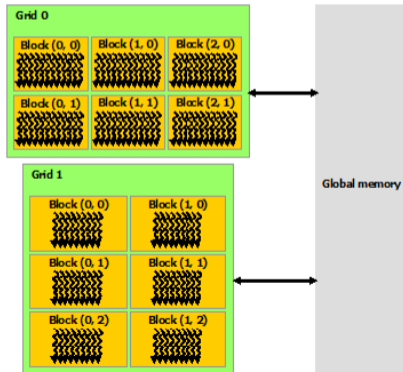 Grid 0
Block (0, 0) Block (1, 0) Block (2, 0)
Block (0, 1) Block (1, 1) Block (2, 1)
Grid 1
Global memory
Block (0, 0) Block (1, 0)
Block (0, 1) Block (1, 1)
Block (0, 2) Block (1, 2)